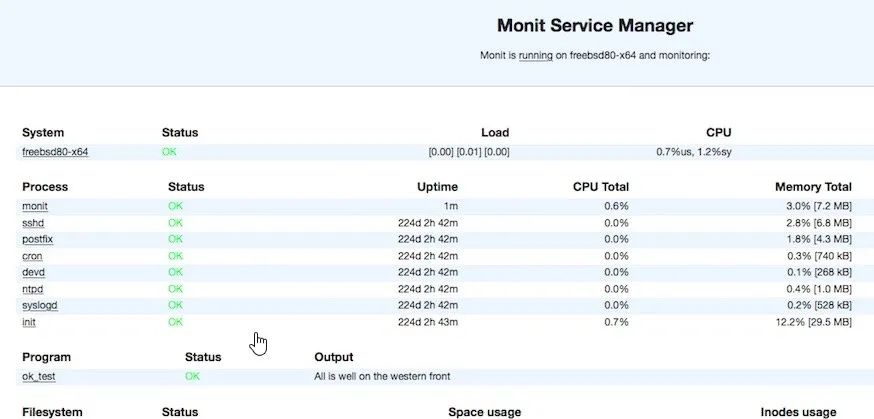 Monit Service Manager
Monit is running on freebsd80-x64 and monitoring:
System Status Load CPU
freebsd80-x64 OK [0.00] [0.01] [0.00] 0.7%us, 1.2%sy
Process Status Uptime CPU Total Memory Total
monit OK 1m 0.6% 3.0% [7.2 MB]
sshd OK 224d 2h 42m 0.0% 2.8% [6.8 MB]
postfix OK 224d 2h 42m 0.0% 1.8% [4.3 MB]
cron OK 224d 2h 42m 0.0% 0.3% [740 kB]
devd OK 224d 2h 42m 0.0% 0.1% [268 kB]
ntpd OK 224d 2h 42m 0.0% 0.4% [1.0 MB]
syslogd OK 224d 2h 42m 0.0% 0.2% [528 kB]
init OK 224d 2h 43m 0.7% 12.2% [29.5 MB]
Program Status Output
ok_test OK All is well on the western front
Filesystem Status Space usage Inodes usage